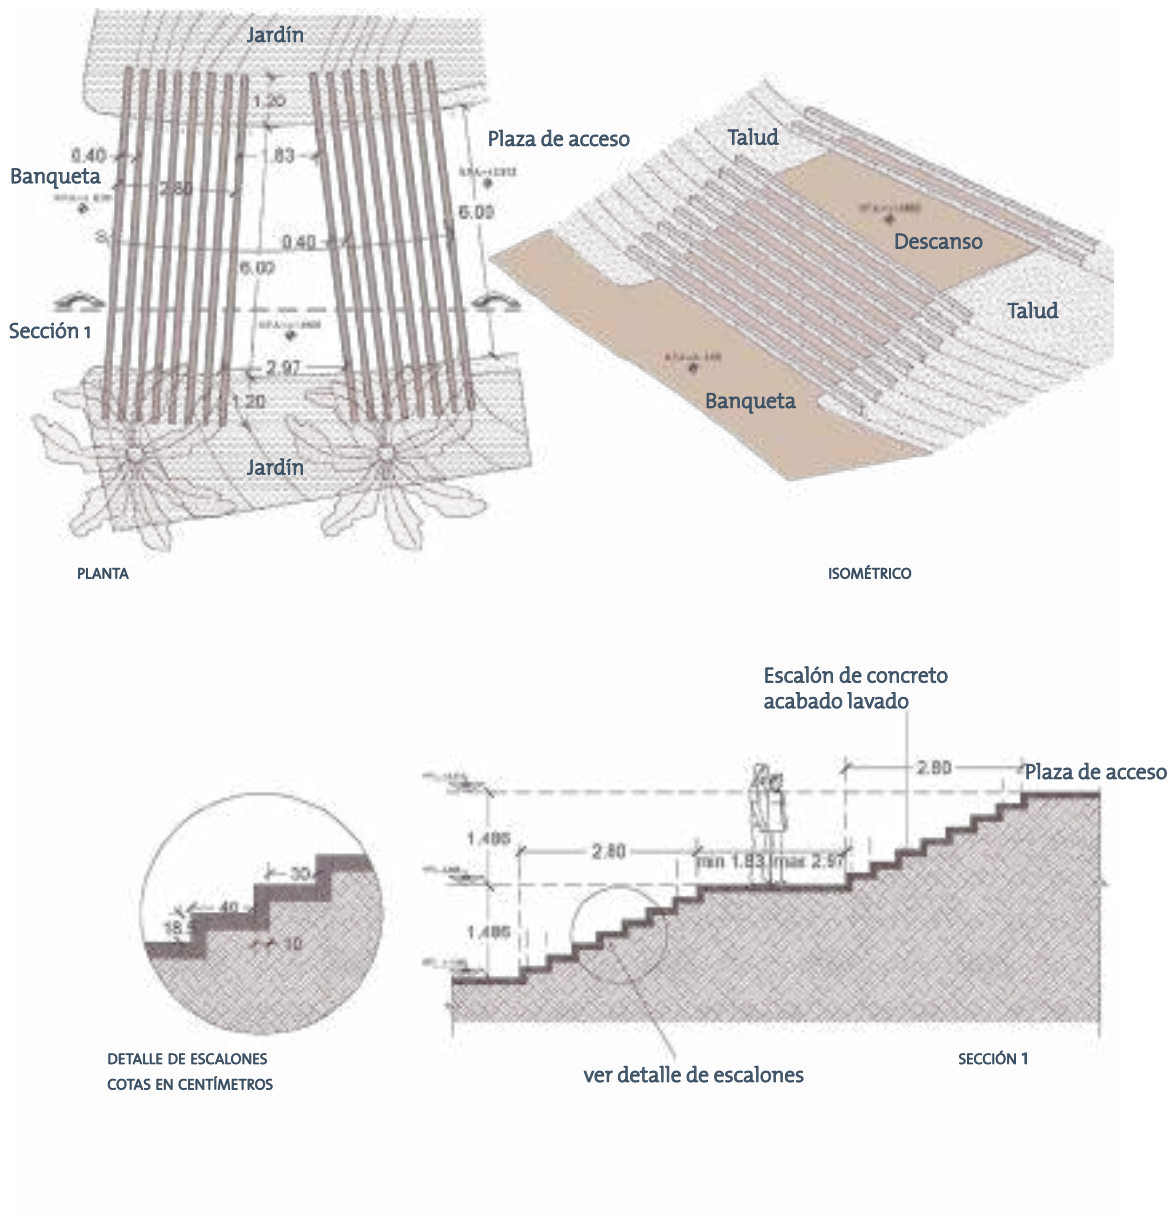 Jardín
1.20
Plaza de acceso
Talud
0.40
1.83
Banqueta
2.80
6.00
0.40
Descanso
6.00
Talud
Sección 1
2.97
Banqueta
1.20
Jardín
PLANTA
ISOMÉTRICO
Escalón de concreto
acabado lavado
2.80
Plaza de acceso
1.485
2.80
min 1.83 max 2.97
30
40
18.5
10
1.485
DETALLE DE ESCALONES
COTAS EN CENTÍMETROS
SECCIÓN 1
ver detalle de escalones